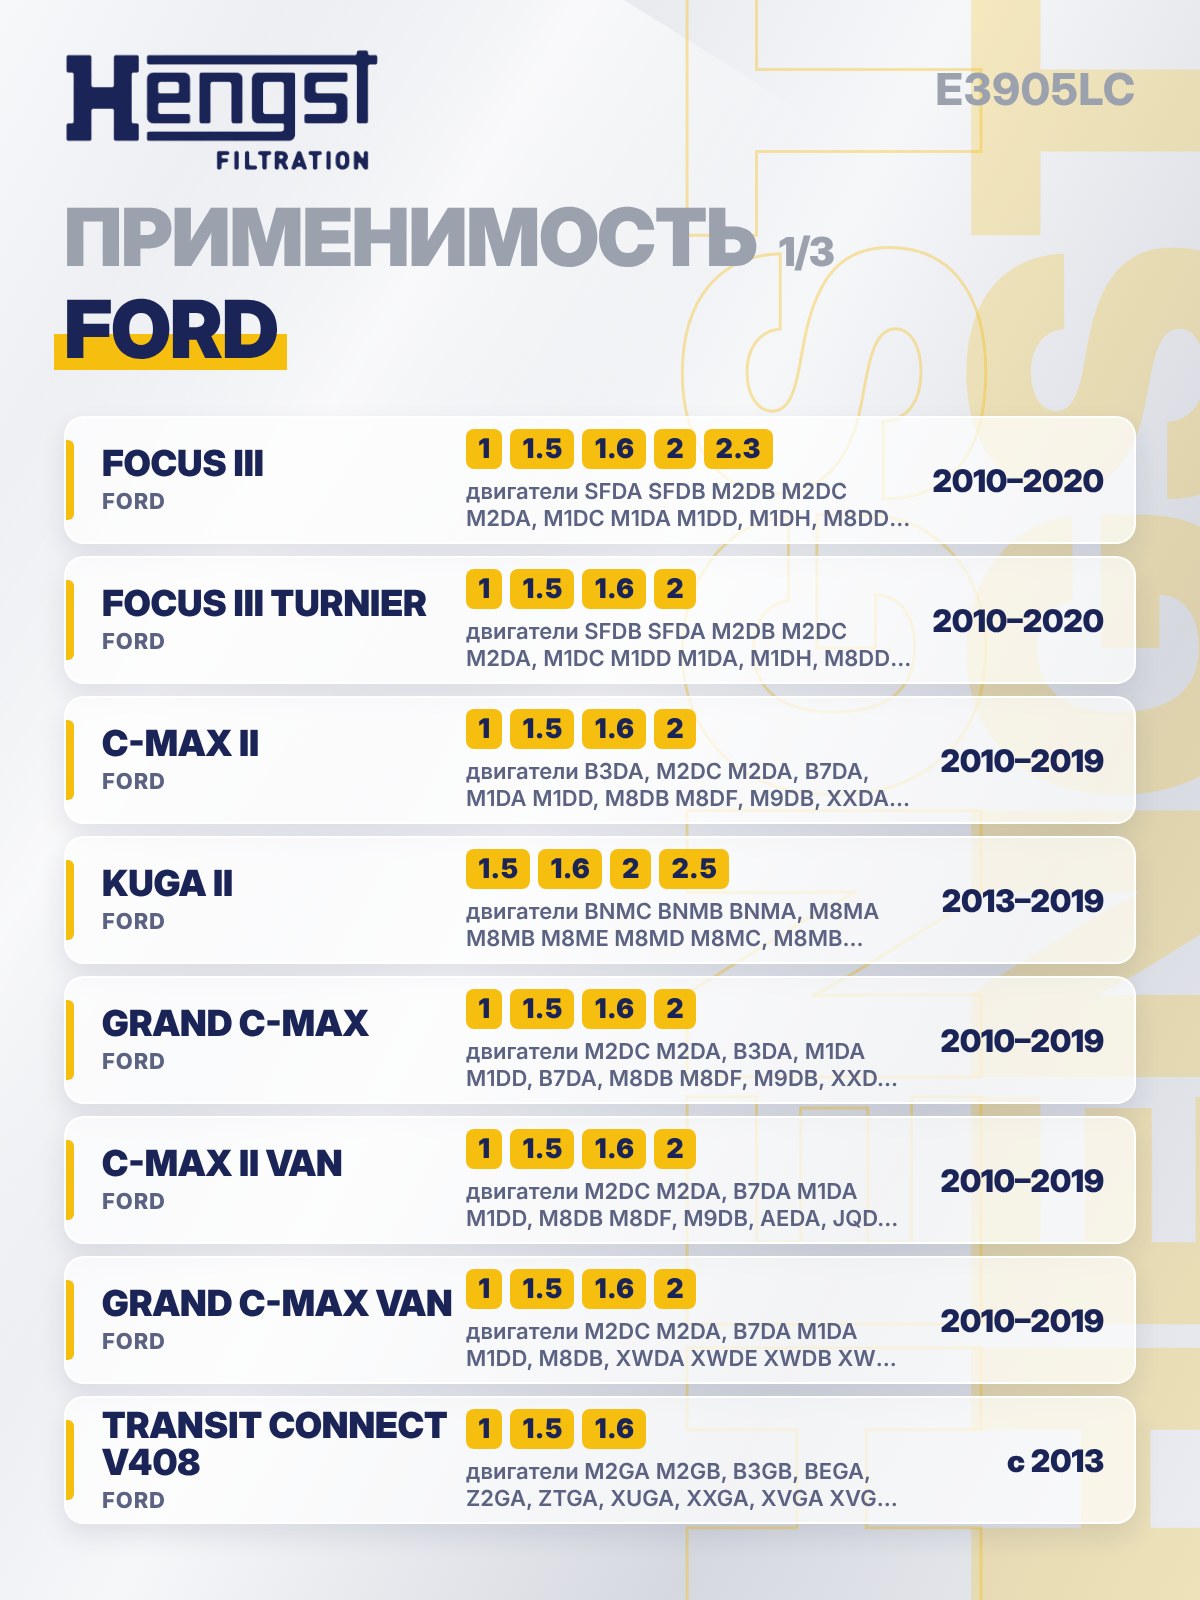 Hengst
FILTRATION
E3905LC
ПРИМЕНИМОСТЬ 1/3
FORD
FOCUS III
FORD
1 1.5 1.6 2 2.3
двигатели SFDA SFDB M2DB M2DC
M2DA, M1DC M1DA M1DD, M1DH, M8DD...
2010–2020
FOCUS III TURNIER
FORD
1 1.5 1.6 2
двигатели SFDB SFDA M2DB M2DC
M2DA, M1DC M1DD M1DA, M1DH, M8DD...
2010–2020
C-MAX II
FORD
1 1.5 1.6 2
двигатели B3DA, M2DC M2DA, B7DA,
M1DA M1DD, M8DB M8DF, M9DB, XXDA...
2010–2019
KUGA II
FORD
1.5 1.6 2 2.5
двигатели BNMC BNMB BNMA, M8MA
M8MB M8ME M8MD M8MC, M8MB...
2013–2019
GRAND C-MAX
FORD
1 1.5 1.6 2
двигатели M2DC M2DA, B3DA, M1DA
M1DD, B7DA, M8DB M8DF, M9DB, XXD...
2010–2019
C-MAX II VAN
FORD
1 1.5 1.6 2
двигатели M2DC M2DA, B7DA M1DA
M1DD, M8DB M8DF, M9DB, AEDA, JQD...
2010–2019
GRAND C-MAX VAN
FORD
1 1.5 1.6 2
двигатели M2DC M2DA, B7DA M1DA
M1DD, M8DB, XWDA XWDE XWDB XW...
2010–2019
TRANSIT CONNECT
V408
FORD
1 1.5 1.6
двигатели M2GA M2GB, B3GB, BEGA,
Z2GA, ZTGA, XUGA, XXGA, XVGA XVG...
с 2013
HENGST
HENGST